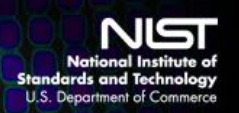 NIST
National Institute of
Standards and Technology
U.S. Department of Commerce